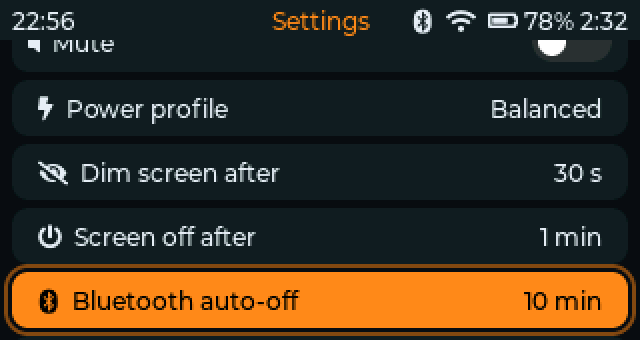 22:56 Settings 78% 2:32
Mute
Power profile Balanced
Dim screen after 30 s
Screen off after 1 min
Bluetooth auto-off 10 min